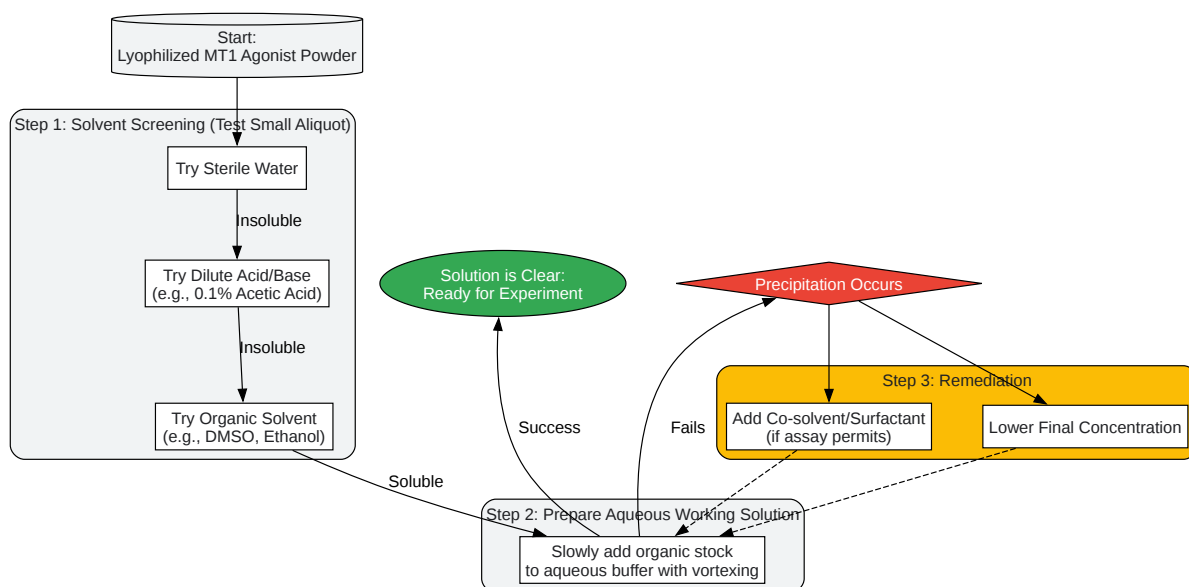 Start:
Lyophilized MT1 Agonist Powder
Step 1: Solvent Screening (Test Small Aliquot)
Try Sterile Water
Insoluble
Try Dilute Acid/Base
(e.g., 0.1% Acetic Acid)
Insoluble
Try Organic Solvent
(e.g., DMSO, Ethanol)
Soluble
Solution is Clear:
Ready for Experiment
Success
Precipitation Occurs
Fails
Step 3: Remediation
Add Co-solvent/Surfactant
(if assay permits)
Lower Final Concentration
Step 2: Prepare Aqueous Working Solution
Slowly add organic stock
to aqueous buffer with vortexing